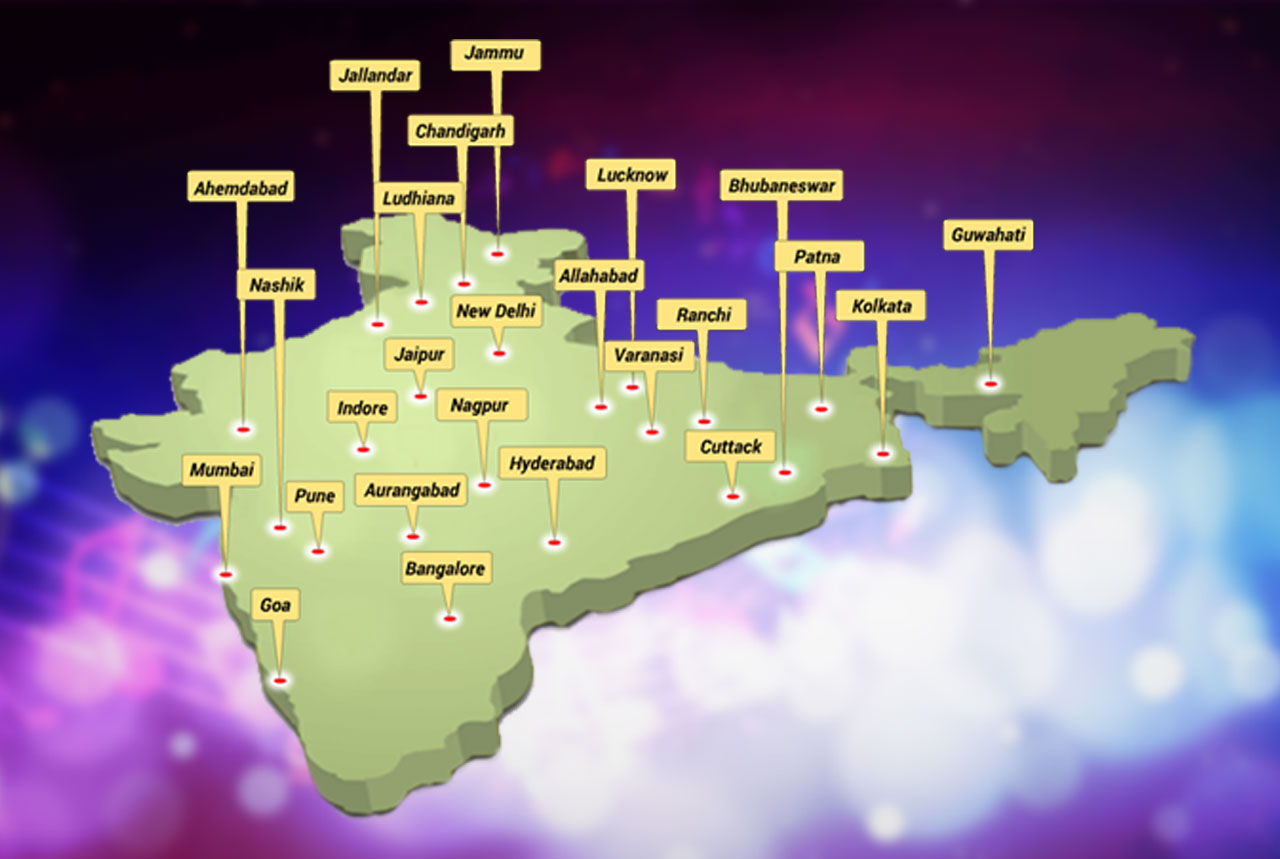 Jammu
Jallandar
Chandigarh
Lucknow
Bhubaneswar
Ahemdabad
Ludhiana
Guwahati
Patna
Allahabad
Nashik
Kolkata
New Delhi
Ranchi
Jaipur
Varanasi
Nagpur
Indore
Cuttack
Hyderabad
Mumbai
Aurangabad
Pune
Bangalore
Goa